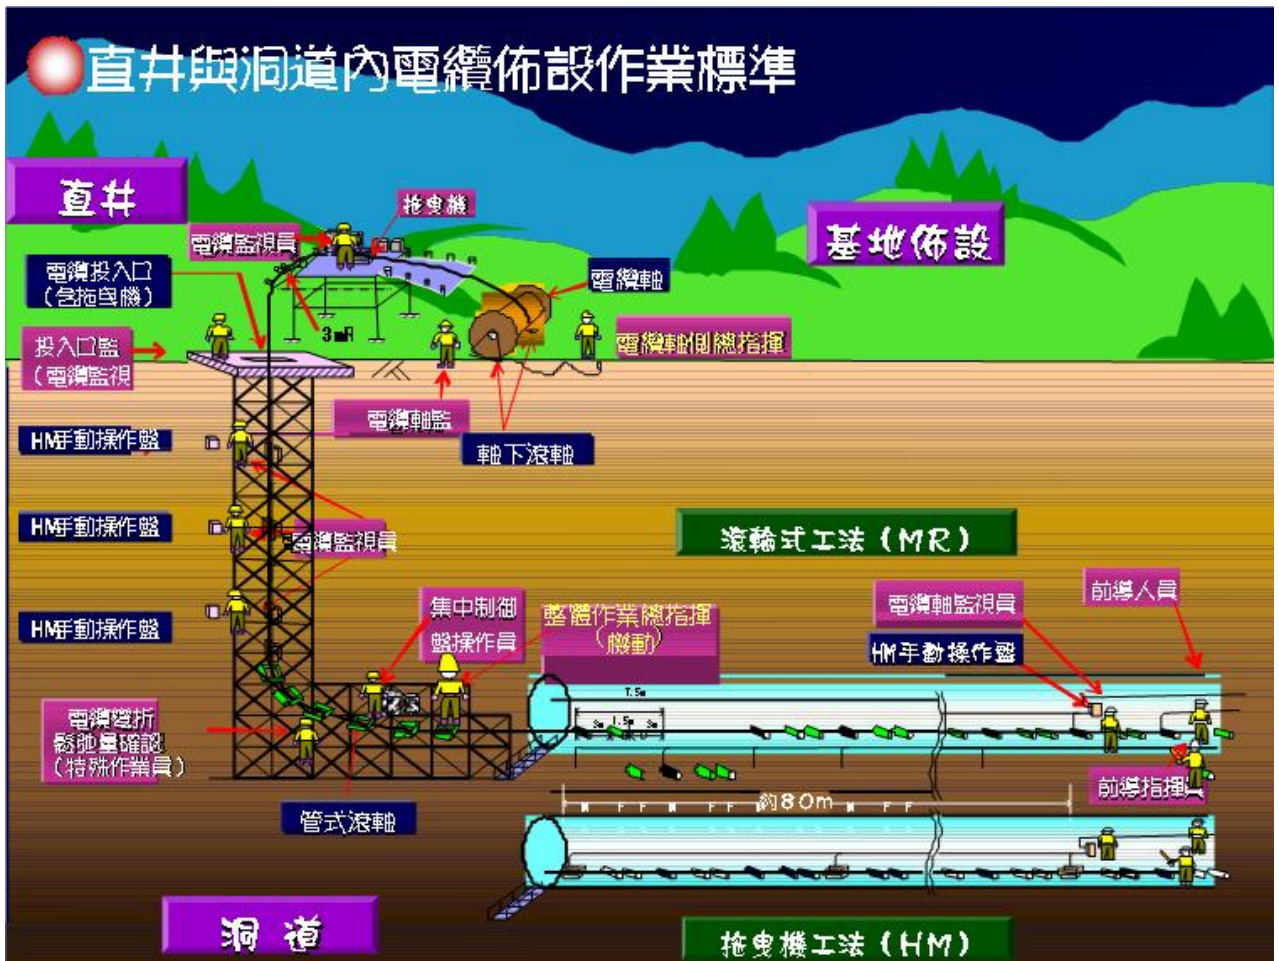 直井與洞道內電纜佈設作業標準
直井
拖曳機
電纜監視員
基地佈設
電纜投入口
(含拖曳機)
電纜軸
3mR
投入口監
(電纜監視
電纜軸側總指揮
電纜軸監
HM手動操作盤
軸下滾軸
HM手動操作盤
電纜監視員
滾輪式工法(MR)
HM手動操作盤
集中制御
盤操作員
整體作業總指揮
(機動)
電纜軸監視員
前導人員
HM手動操作盤
7.5m
電纜彎折
鬆弛量確認
(特殊作業員)
3m 1.5m 3m
前導指揮員
管式滾軸
約80m
M F F M F F M F F
洞道
拖曳機工法(HM)